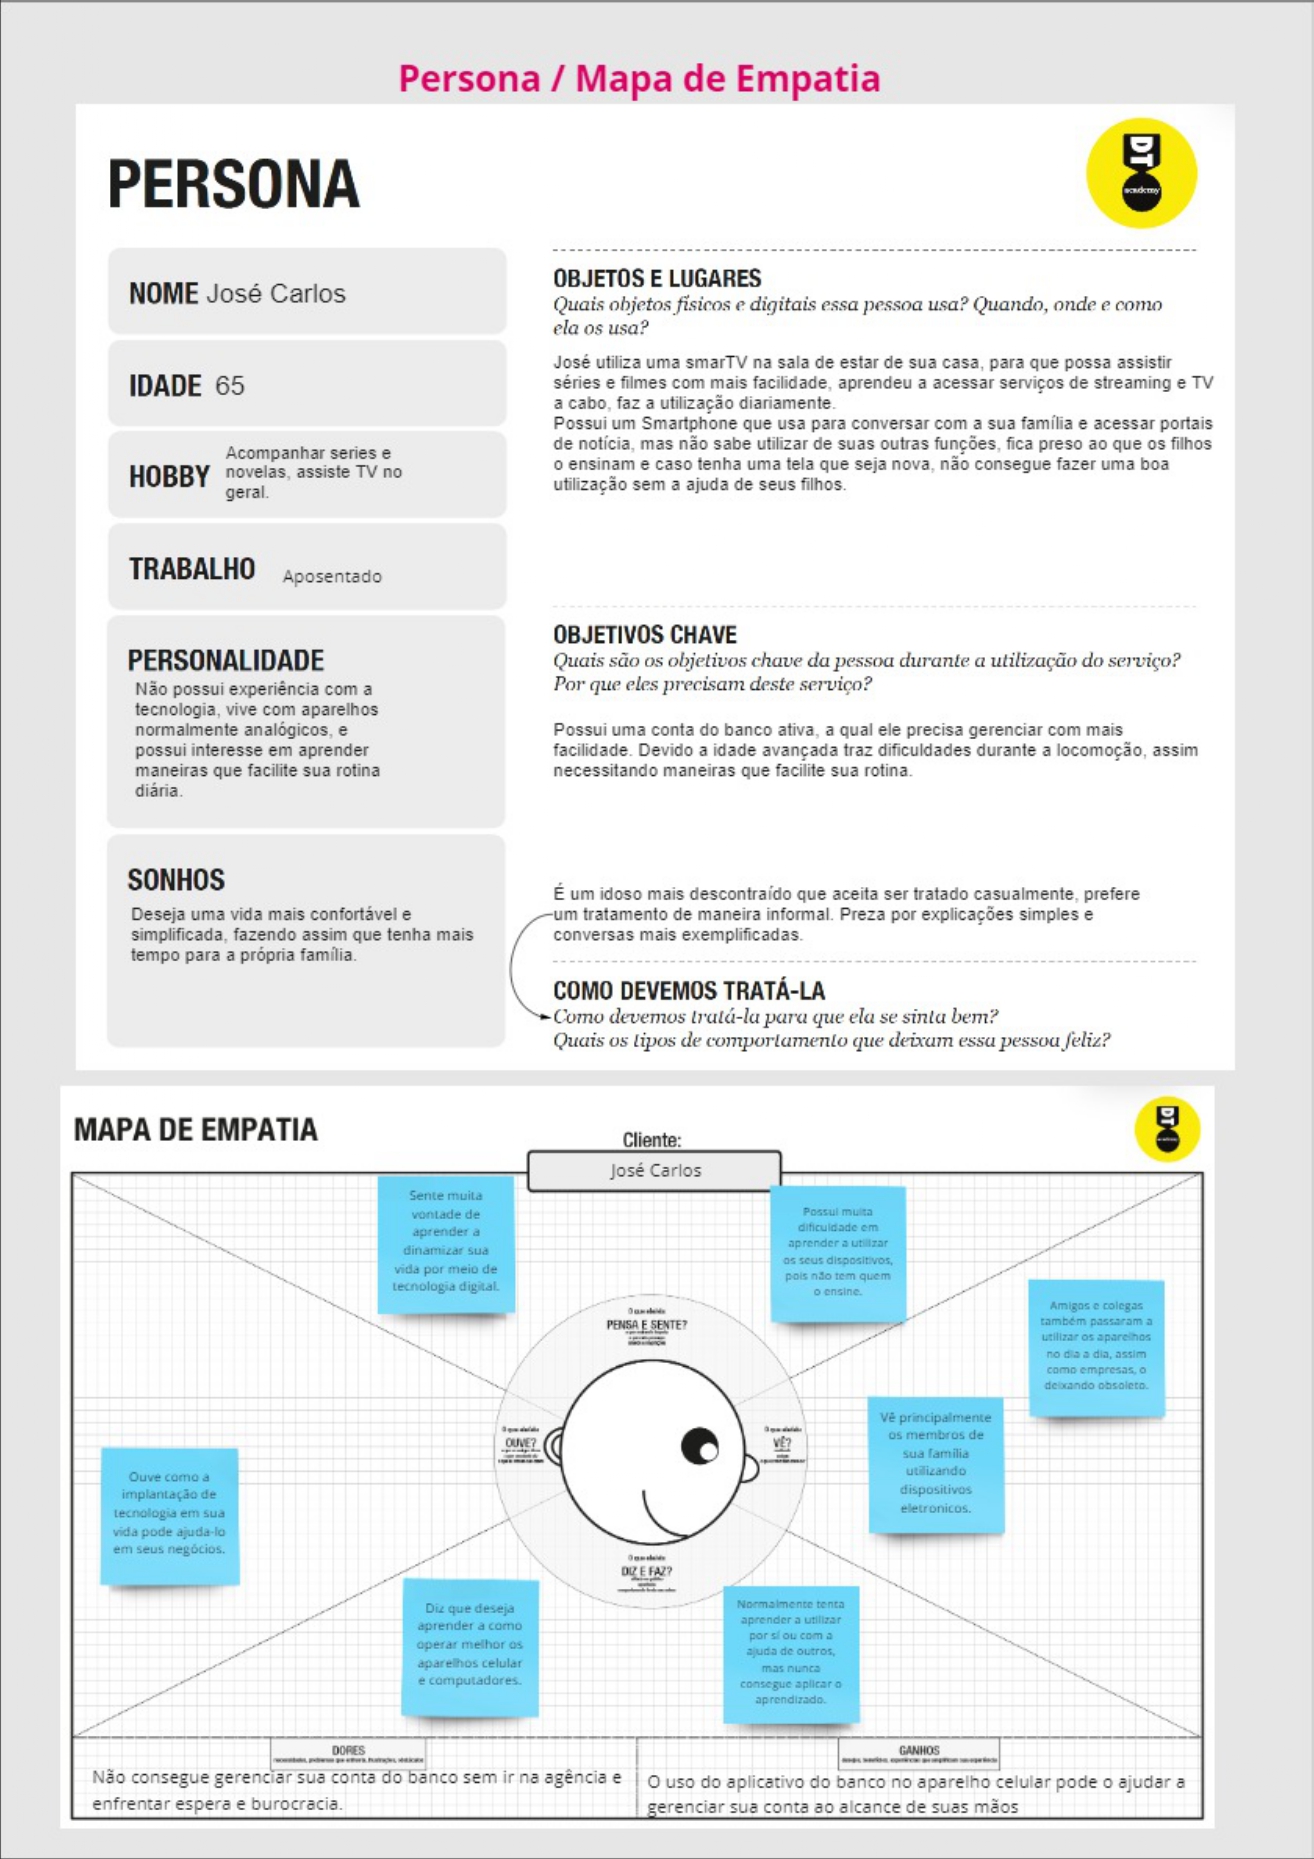 Persona / Mapa de Empatia
PERSONA
DT
academy
NOME José Carlos
IDADE 65
HOBBY
Acompanhar series e
novelas, assiste TV no
geral.
TRABALHO Aposentado
PERSONALIDADE
Não possui experiência com a
tecnologia, vive com aparelhos
normalmente analógicos, e
possui interesse em aprender
maneiras que facilite sua rotina
diária.
SONHOS
Deseja uma vida mais confortável e
simplificada, fazendo assim que tenha mais
tempo para a própria família.
OBJETOS E LUGARES
Quais objetos físicos e digitais essa pessoa usa? Quando, onde e como
ela os usa?
José utiliza uma smarTV na sala de estar de sua casa, para que possa assistir
séries e filmes com mais facilidade, aprendeu a acessar serviços de streaming e TV
a cabo, faz a utilização diariamente.
Possui um Smartphone que usa para conversar com a sua família e acessar portais
de notícia, mas não sabe utilizar de suas outras funções, fica preso ao que os filhos
o ensinam e caso tenha uma tela que seja nova, não consegue fazer uma boa
utilização sem a ajuda de seus filhos.
OBJETIVOS CHAVE
Quais são os objetivos chave da pessoa durante a utilização do serviço?
Por que eles precisam deste serviço?
Possui uma conta do banco ativa, a qual ele precisa gerenciar com mais
facilidade. Devido a idade avançada traz dificuldades durante a locomoção, assim
necessitando maneiras que facilite sua rotina.
É um idoso mais descontraído que aceita ser tratado casualmente, prefere
um tratamento de maneira informal. Preza por explicações simples e
conversas mais exemplificadas.
COMO DEVEMOS TRATÁ-LA
Como devemos tratá-la para que ela se sinta bem?
Quais os tipos de comportamento que deixam essa pessoa feliz?
MAPA DE EMPATIA
DT
Cliente:
José Carlos
Sente muita
vontade de
aprender a
dinamizar sua
vida por meio de
tecnologia digital.
Possui muita
dificuldade em
aprender a utilizar
os seus dispositivos,
pois não tem quem
o ensine.
Amigos e colegas
também passaram a
utilizar os aparelhos
no dia a dia, assim
como empresas, o
deixando obsoleto.
PENSA E SENTE?
OUVE?
VÊ?
Vê principalmente
os membros de
sua família
utilizando
dispositivos
eletronicos.
Ouve como a
implantação de
tecnologia em sua
vida pode ajuda-lo
em seus negócios.
DIZ E FAZ?
Diz que deseja
aprender a como
operar melhor os
aparelhos celular
e computadores.
Normalmente tenta
aprender a utilizar
por sí ou com a
ajuda de outros,
mas nunca
consegue aplicar o
aprendizado.
DORES
Não consegue gerenciar sua conta do banco sem ir na agência e
enfrentar espera e burocracia.
GANHOS
O uso do aplicativo do banco no aparelho celular pode o ajudar a
gerenciar sua conta ao alcance de suas mãos